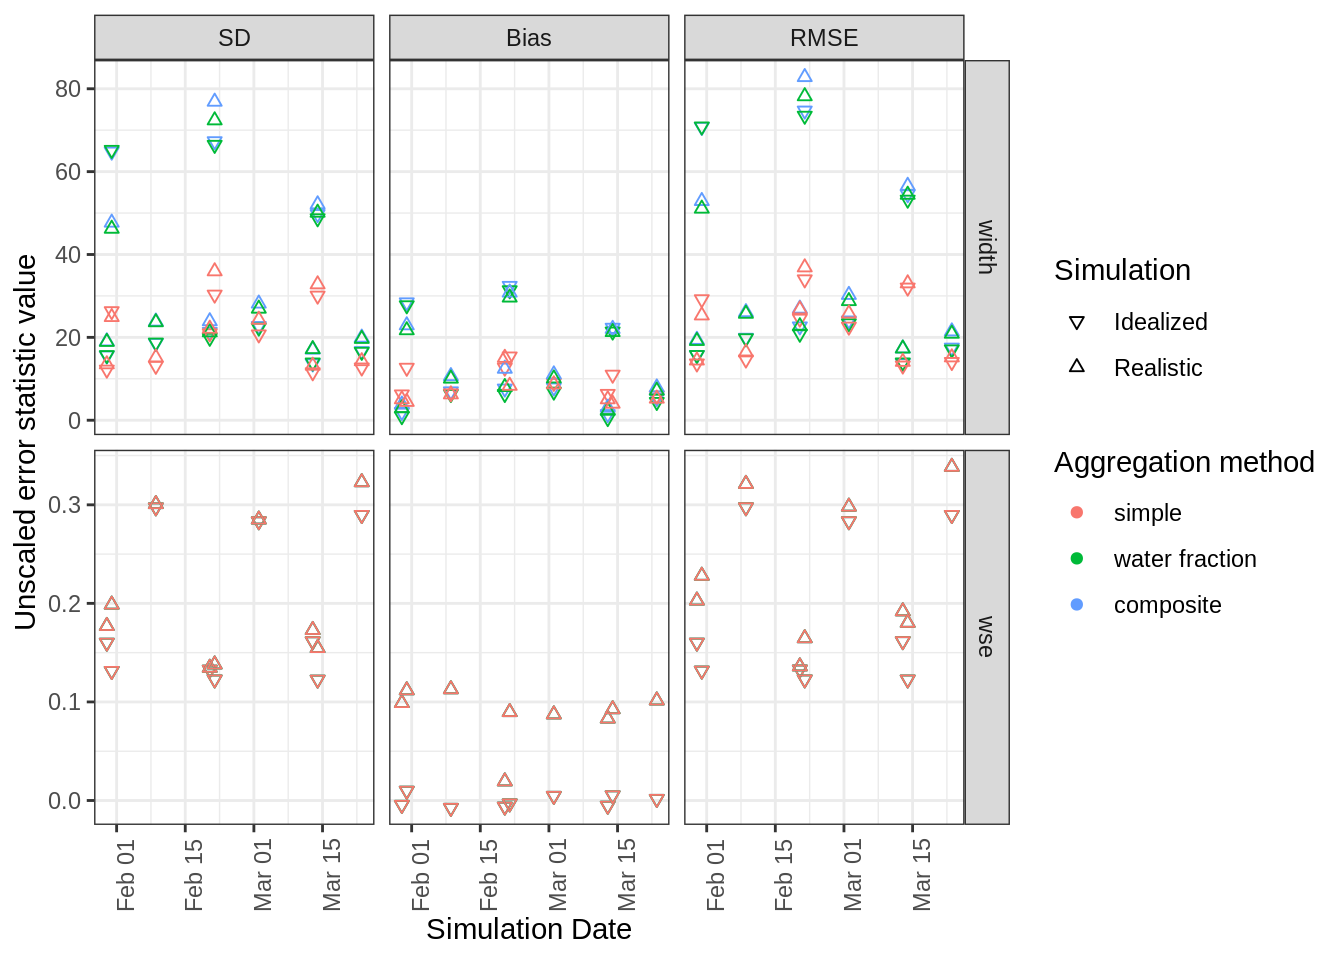 SD
Bias
RMSE
80
60
40
20
0
width
0.3
0.2
0.1
0.0
wse
Unscaled error statistic value
Feb 01
Feb 15
Mar 01
Mar 15
Feb 01
Feb 15
Mar 01
Mar 15
Feb 01
Feb 15
Mar 01
Mar 15
Simulation Date
Simulation
Idealized
Realistic
Aggregation method
simple
water fraction
composite